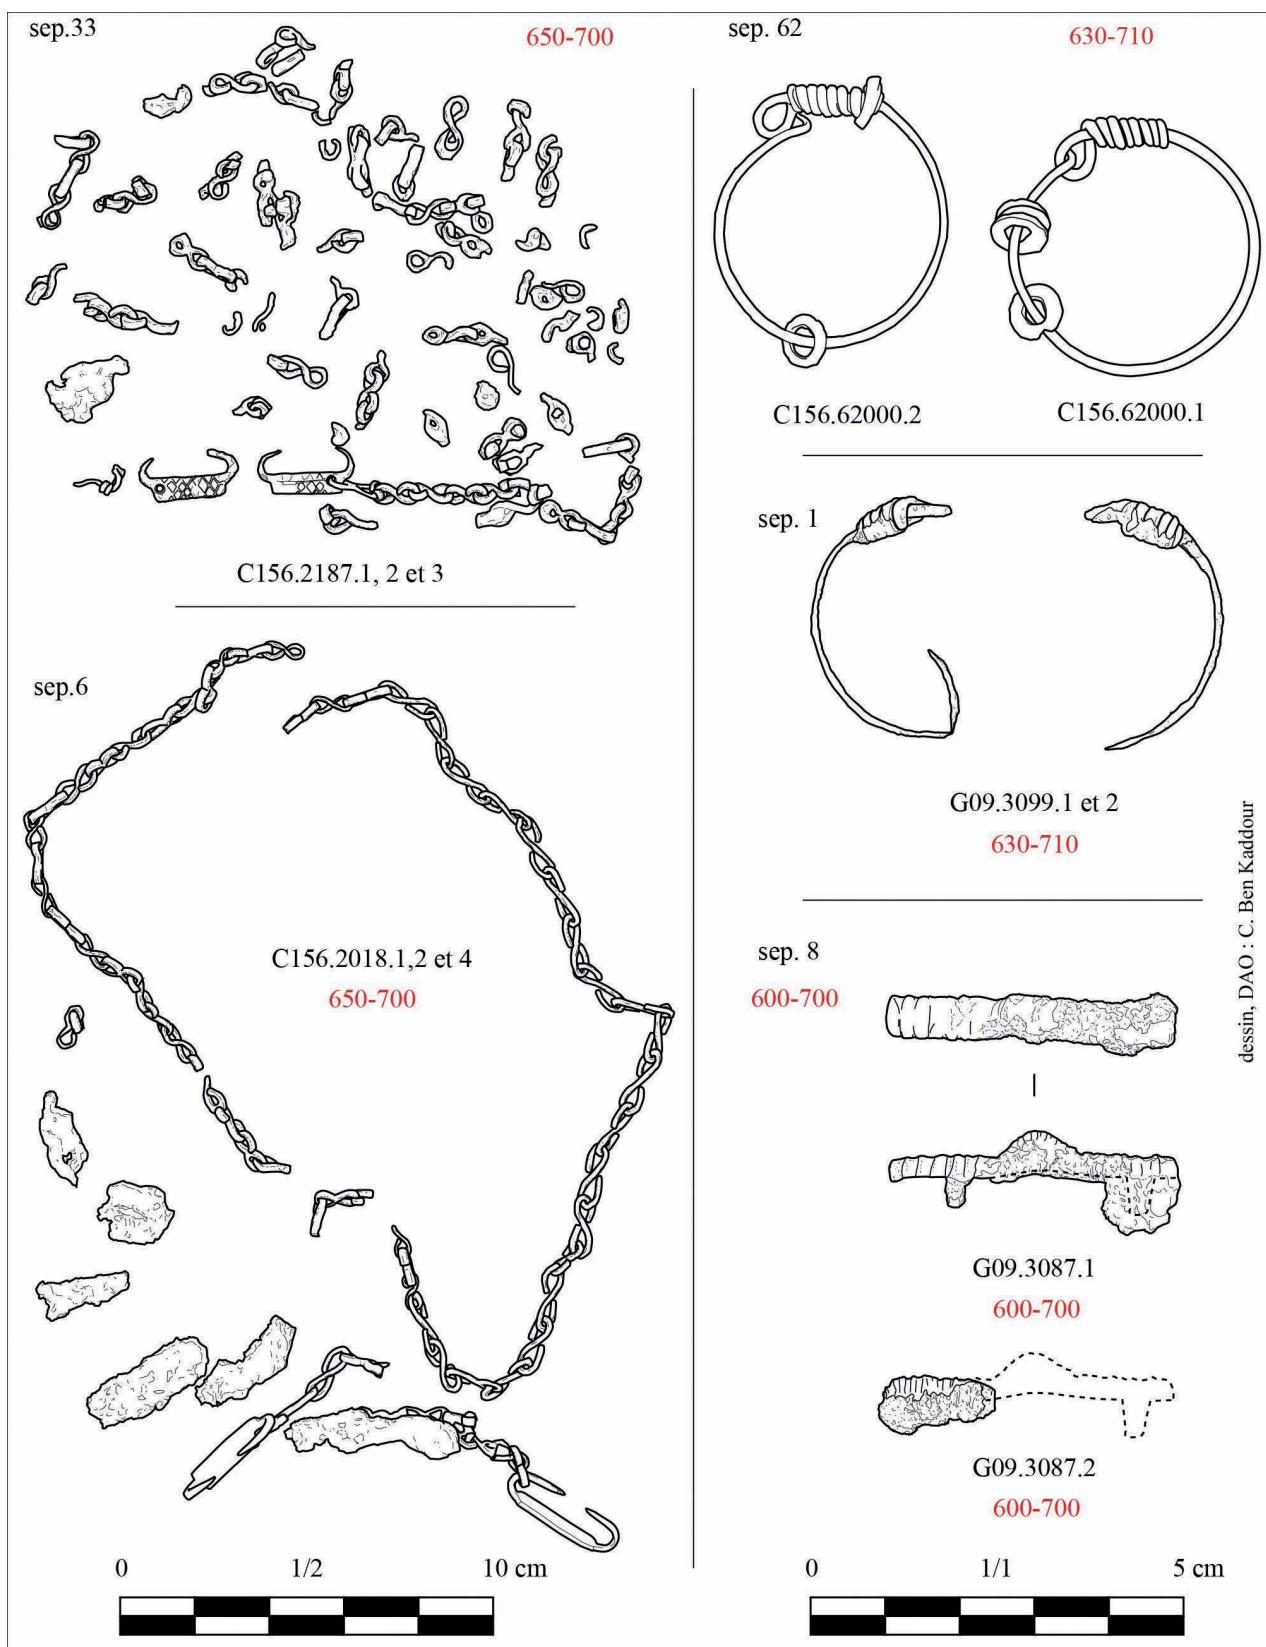 sep.33
650-700
C156.2187.1, 2 et 3
sep.6
C156.2018.1,2 et 4
650-700
0 1/2 10 cm
sep. 62
630-710
C156.62000.2
C156.62000.1
sep. 1
G09.3099.1 et 2
630-710
sep. 8
600-700
G09.3087.1
600-700
G09.3087.2
600-700
0 1/1 5 cm
dessin, DAO : C. Ben Kaddour